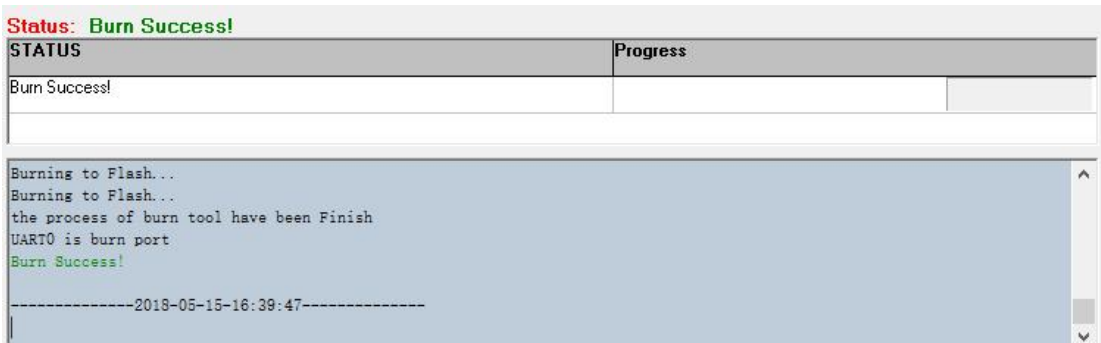 Status: Burn Success!
STATUS Progress
Burn Success!
Burning to Flash...
Burning to Flash...
the process of burn tool have been Finish
UART0 is burn port
Burn Success!
--------------2018-05-15-16:39:47--------------